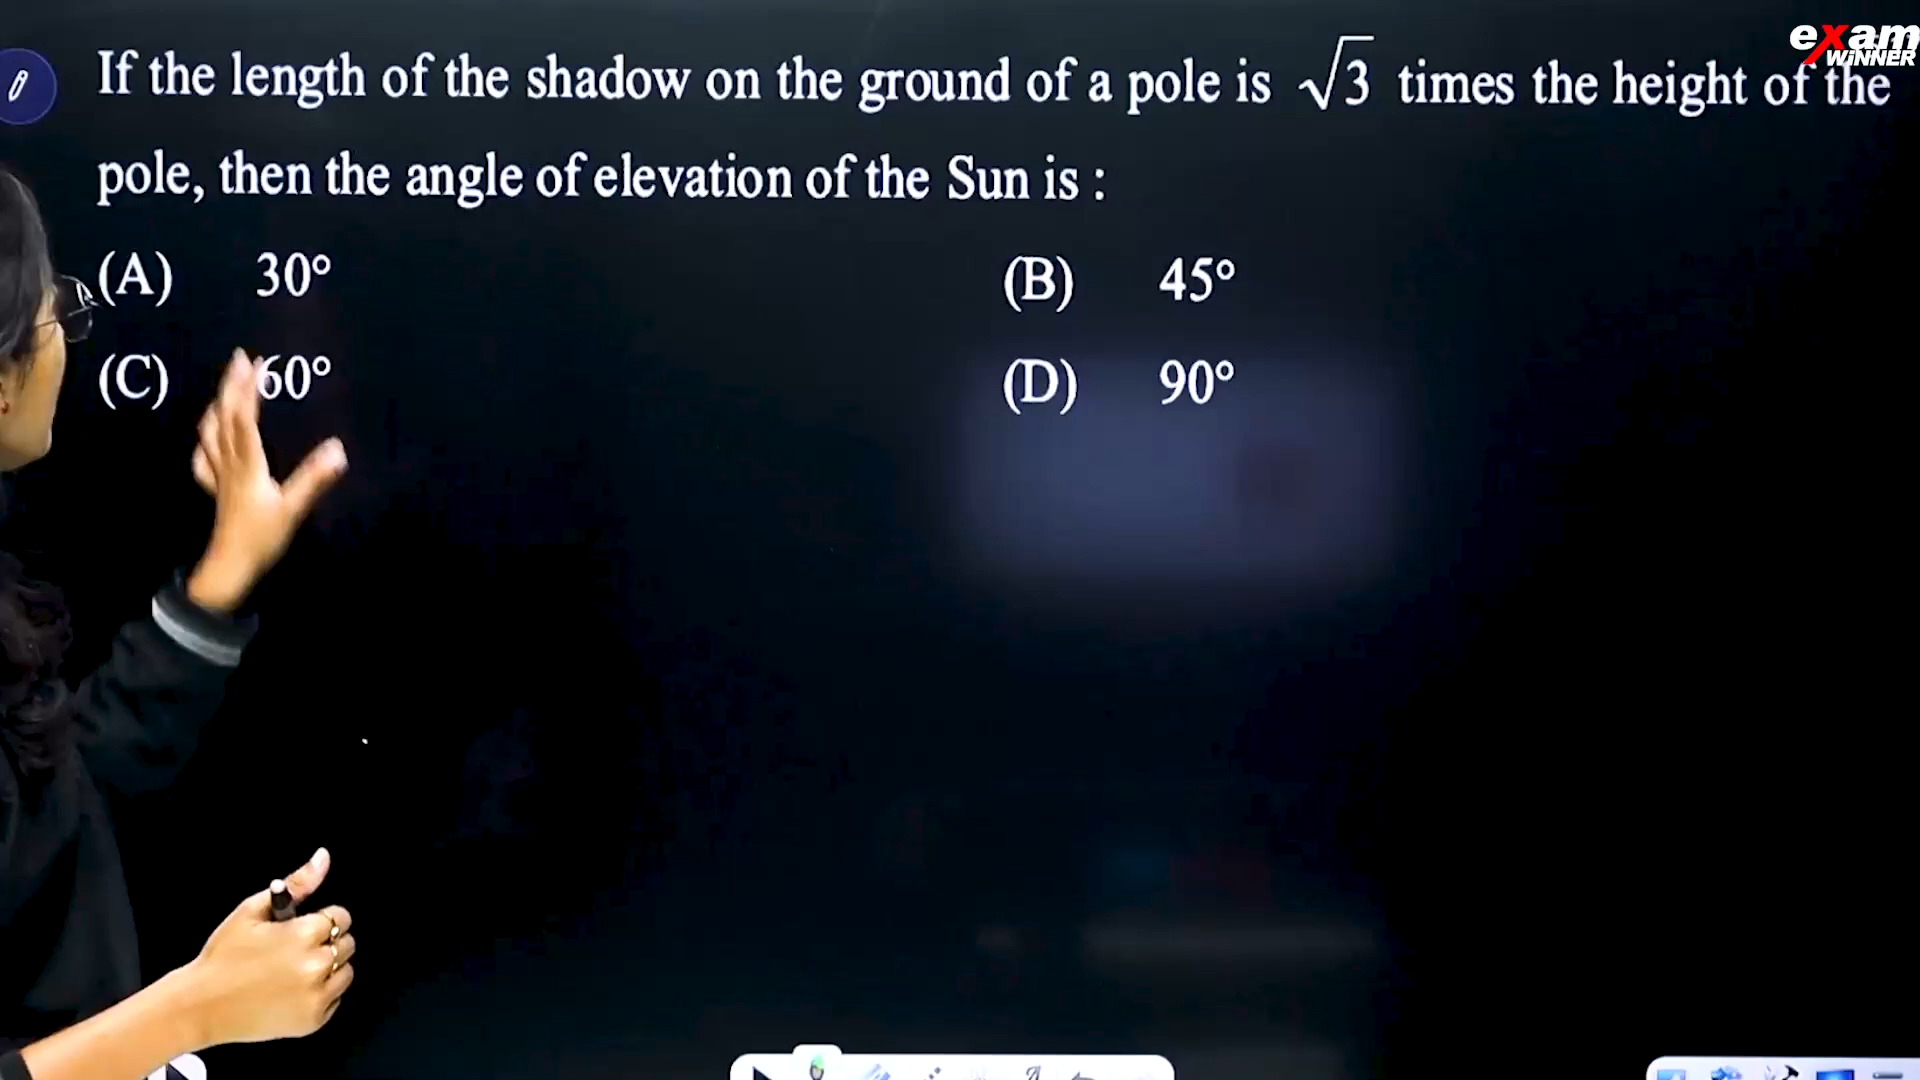 exam
WiNNER
If the length of the shadow on the ground of a pole is √3 times the height of the
pole, then the angle of elevation of the Sun is :
(A) 30° (B) 45°
(C) 60° (D) 90°